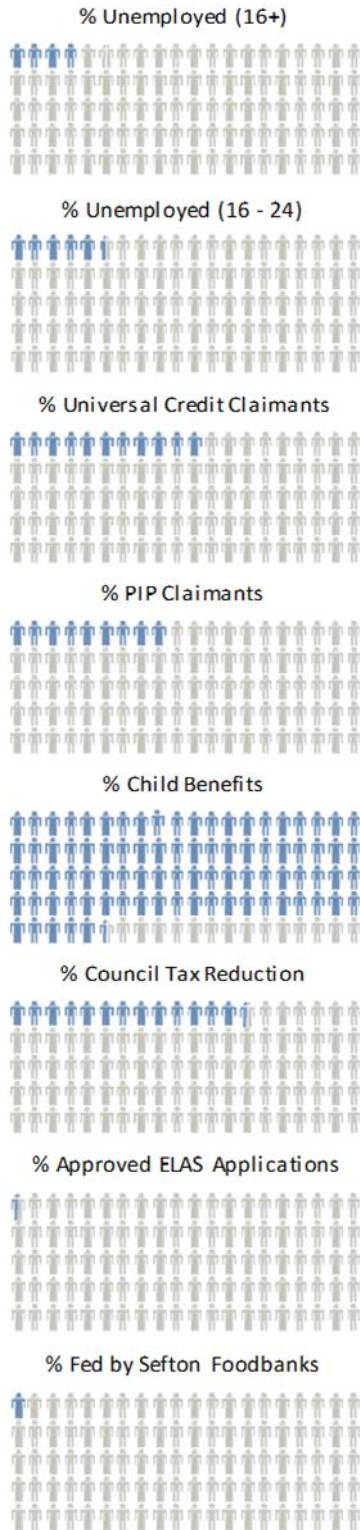 % Unemployed (16+)
% Unemployed (16 - 24)
% Universal Credit Claimants
% PIP Claimants
% Child Benefits
% Council Tax Reduction
% Approved ELAS Applications
% Fed by Sefton Foodbanks